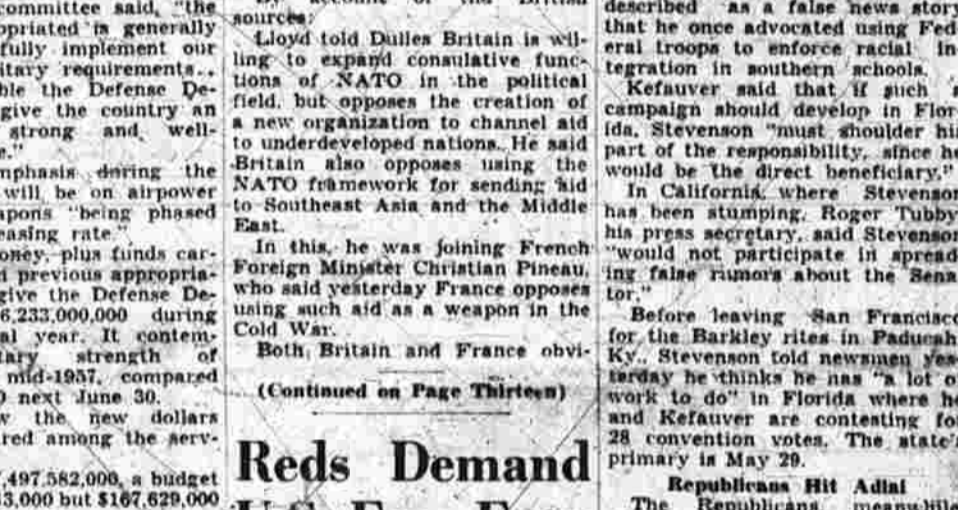 committee said, "the
opriated is generally
fully implement our
itary requirements..
ble the Defense De-
give the country an
strong and well-
e."
mphasis during the
will be on airpower
apons "being phased
easing rate."
oney, plus funds car-
previous appropria-
give the Defense De-
6,233,000,000 during
al year. It contem-
tary strength of
mid-1957, compared
0 next June 30.
w the new dollars
red among the serv-
,497,582,000, a budget
3,000 but $167,629,000
account of the British
sources:
Lloyd told Dulles Britain is wil-
ling to expand consulative func-
tions of NATO in the political
field, but opposes the creation of
a new organization to channel aid
to underdeveloped nations. He said
Britain also opposes using the
NATO framework for sending aid
to Southeast Asia and the Middle
East.
In this, he was joining French
Foreign Minister Christian Pineau,
who said yesterday France opposes
using such aid as a weapon in the
Cold War.
Both Britain and France obvi-
(Continued on Page Thirteen)
Reds Demand
described as a false news story
that he once advocated using Fed-
eral troops to enforce racial in-
tegration in southern schools.
Kefauver said that if such
campaign should develop in Flor-
ida, Stevenson "must shoulder his
part of the responsibility, since he
would be the direct beneficiary."
In California, where Stevenson
has been stumping, Roger Tubby
his press secretary, said Stevenson
"would not participate in spread-
ing false rumors about the Sena-
tor."
Before leaving San Francisco
for the Barkley rites in Paducah,
Ky., Stevenson told newsmen yes-
terday he thinks he has "a lot o
work to do" in Florida where he
and Kefauver are contesting for
28 convention votes. The state's
primary is May 29.
Republicans Hit Adlai
The Republicans, meanwhile